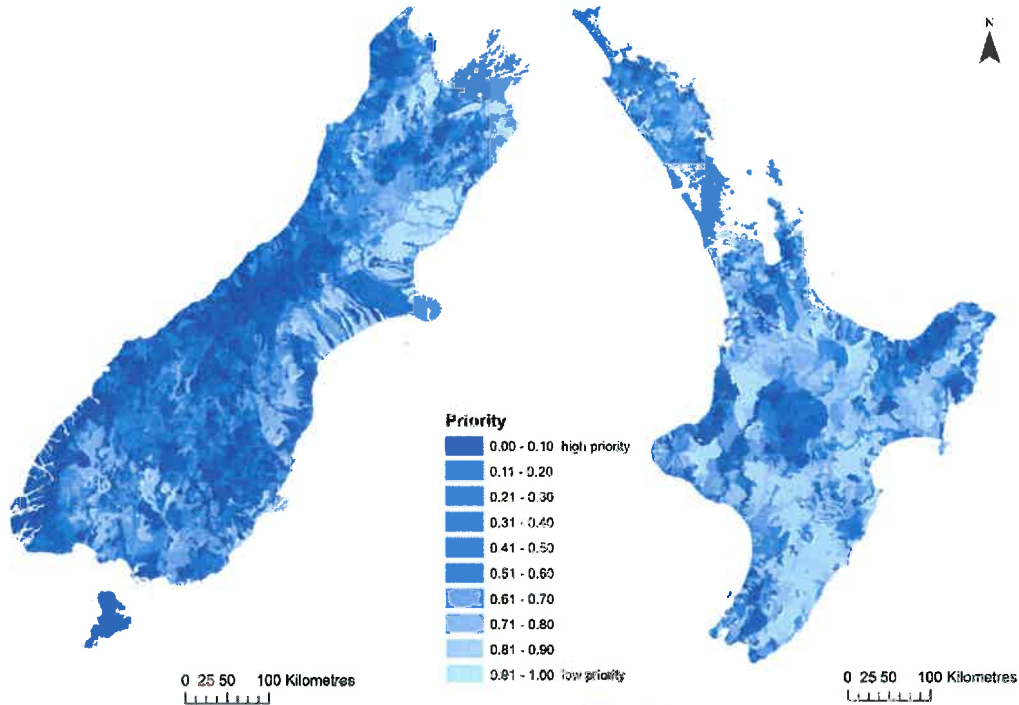 N
Priority
0.00 - 0.10 high priority
0.11 - 0.20
0.21 - 0.30
0.31 - 0.40
0.41 - 0.50
0.51 - 0.60
0.61 - 0.70
0.71 - 0.80
0.81 - 0.90
0.91 - 1.00 low priority
0 25 50 100 Kilometres
0 25 50 100 Kilometres